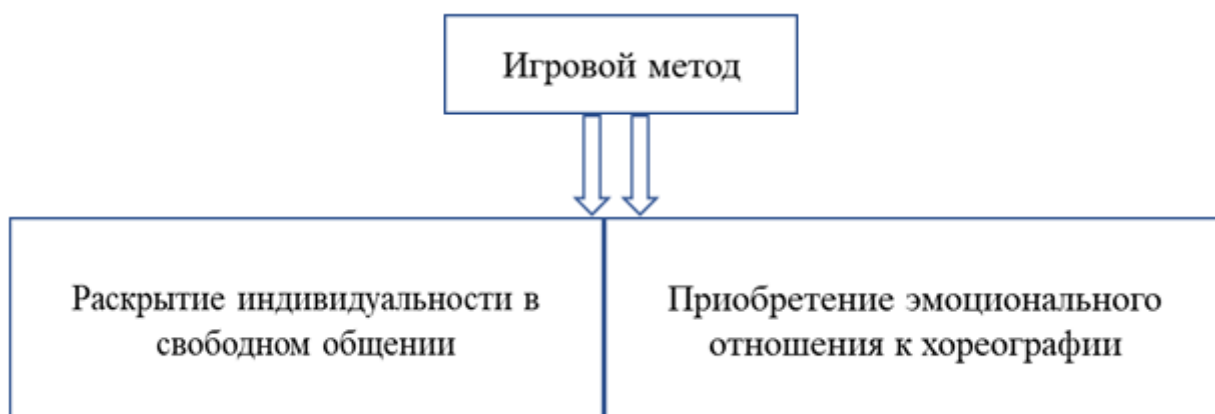 Игровой метод
Раскрытие индивидуальности в
свободном общении
Приобретение эмоционального
отношения к хореографии